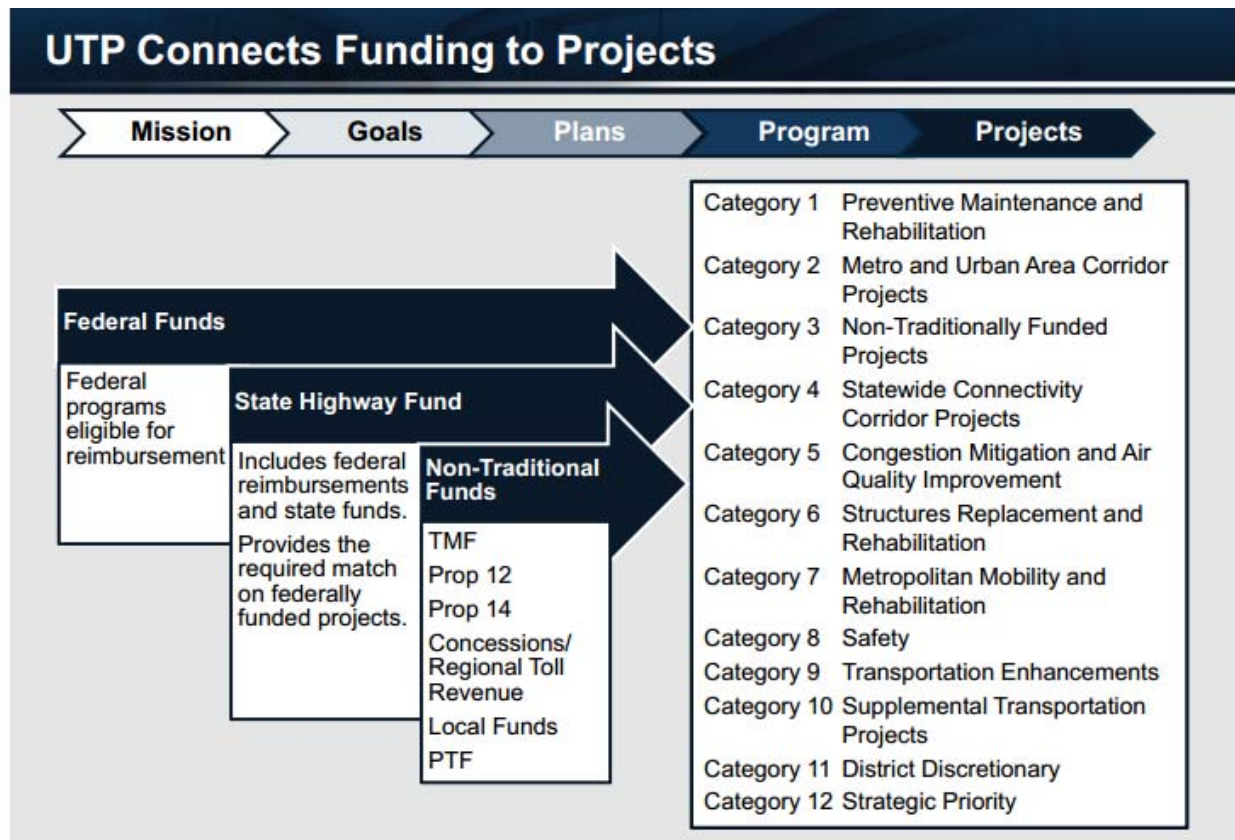 UTP Connects Funding to Projects
Mission
Goals
Plans
Program
Projects
Federal Funds
Federal
programs
eligible for
reimbursement
State Highway Fund
Includes federal
reimbursements
and state funds.
Provides the
required match
on federally
funded projects.
Non-Traditional
Funds
TMF
Prop 12
Prop 14
Concessions/
Regional Toll
Revenue
Local Funds
PTF
Category 1 Preventive Maintenance and
Rehabilitation
Category 2 Metro and Urban Area Corridor
Projects
Category 3 Non-Traditionally Funded
Projects
Category 4 Statewide Connectivity
Corridor Projects
Category 5 Congestion Mitigation and Air
Quality Improvement
Category 6 Structures Replacement and
Rehabilitation
Category 7 Metropolitan Mobility and
Rehabilitation
Category 8 Safety
Category 9 Transportation Enhancements
Category 10 Supplemental Transportation
Projects
Category 11 District Discretionary
Category 12 Strategic Priority